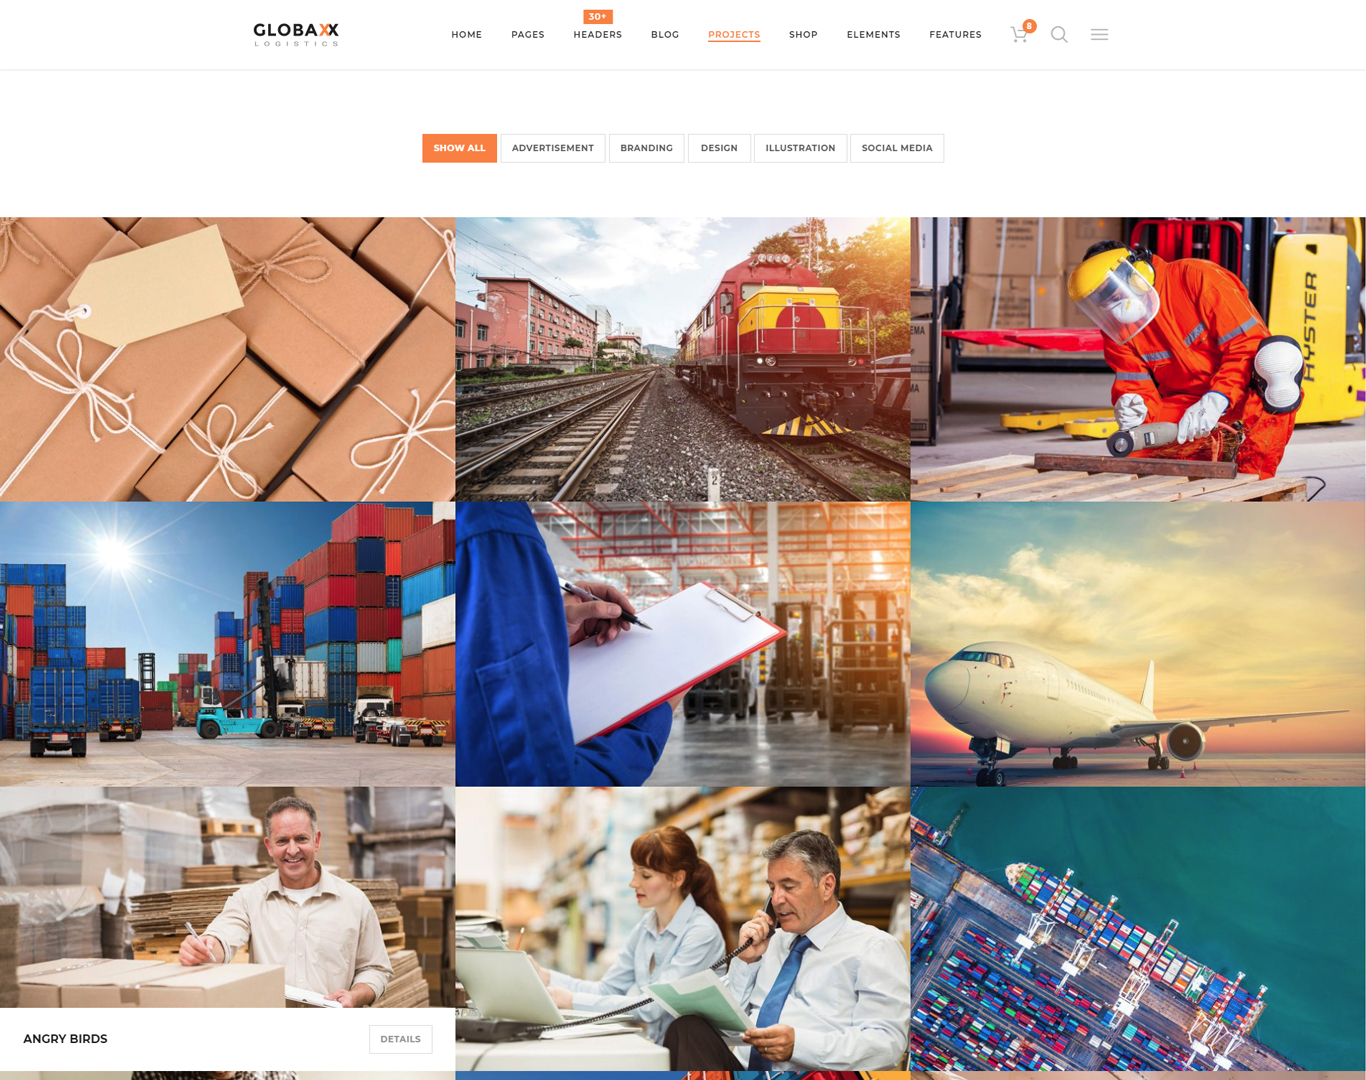 GLOBAXX
LOGISTICS
30+
HOME PAGES HEADERS BLOG PROJECTS SHOP ELEMENTS FEATURES 8
SHOW ALL ADVERTISEMENT BRANDING DESIGN ILLUSTRATION SOCIAL MEDIA
HYSTER
2
ANGRY BIRDS DETAILS